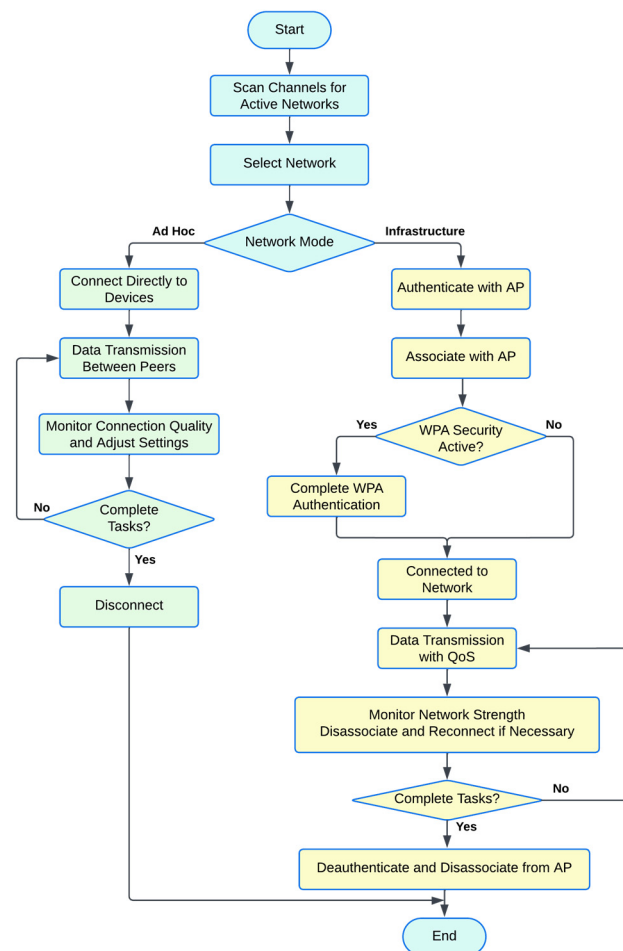 Start
Scan Channels for
Active Networks
Select Network
Network Mode
Ad Hoc
Infrastructure
Connect Directly to
Devices
Authenticate with AP
Data Transmission
Between Peers
Associate with AP
Monitor Connection Quality
and Adjust Settings
WPA Security
Active?
Yes
No
Complete WPA
Authentication
Complete
Tasks?
No
Yes
Connected to
Network
Disconnect
Data Transmission
with QoS
Monitor Network Strength
Disassociate and Reconnect if Necessary
Complete Tasks?
No
Yes
Deauthenticate and Disassociate from AP
End